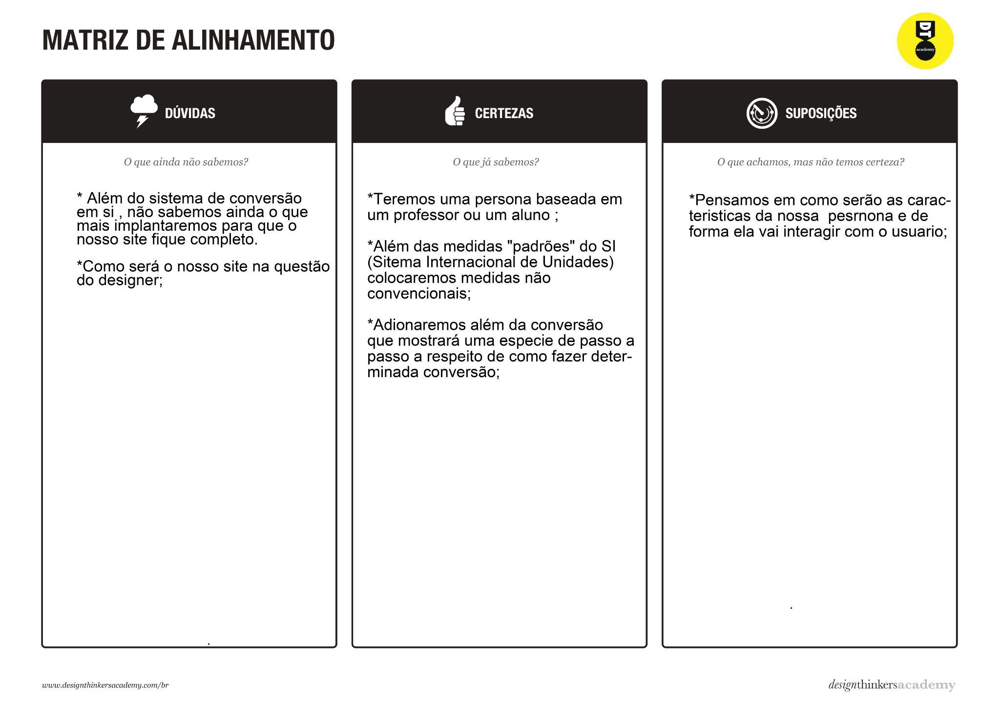 MATRIZ DE ALINHAMENTO
DT
academy
DÚVIDAS
O que ainda não sabemos?
* Além do sistema de conversão
em si , não sabemos ainda o que
mais implantaremos para que o
nosso site fique completo.
*Como será o nosso site na questão
do designer;
.
CERTEZAS
O que já sabemos?
*Teremos uma persona baseada em
um professor ou um aluno ;
*Além das medidas "padrões" do SI
(Sitema Internacional de Unidades)
colocaremos medidas não
convencionais;
*Adionaremos além da conversão
que mostrará uma especie de passo a
passo a respeito de como fazer deter-
minada conversão;
SUPOSIÇÕES
O que achamos, mas não temos certeza?
*Pensamos em como serão as carac-
teristicas da nossa  pesrnona e de
forma ela vai interagir com o usuario;
.
www.designthinkersacademy.com/br
designthinkersacademy